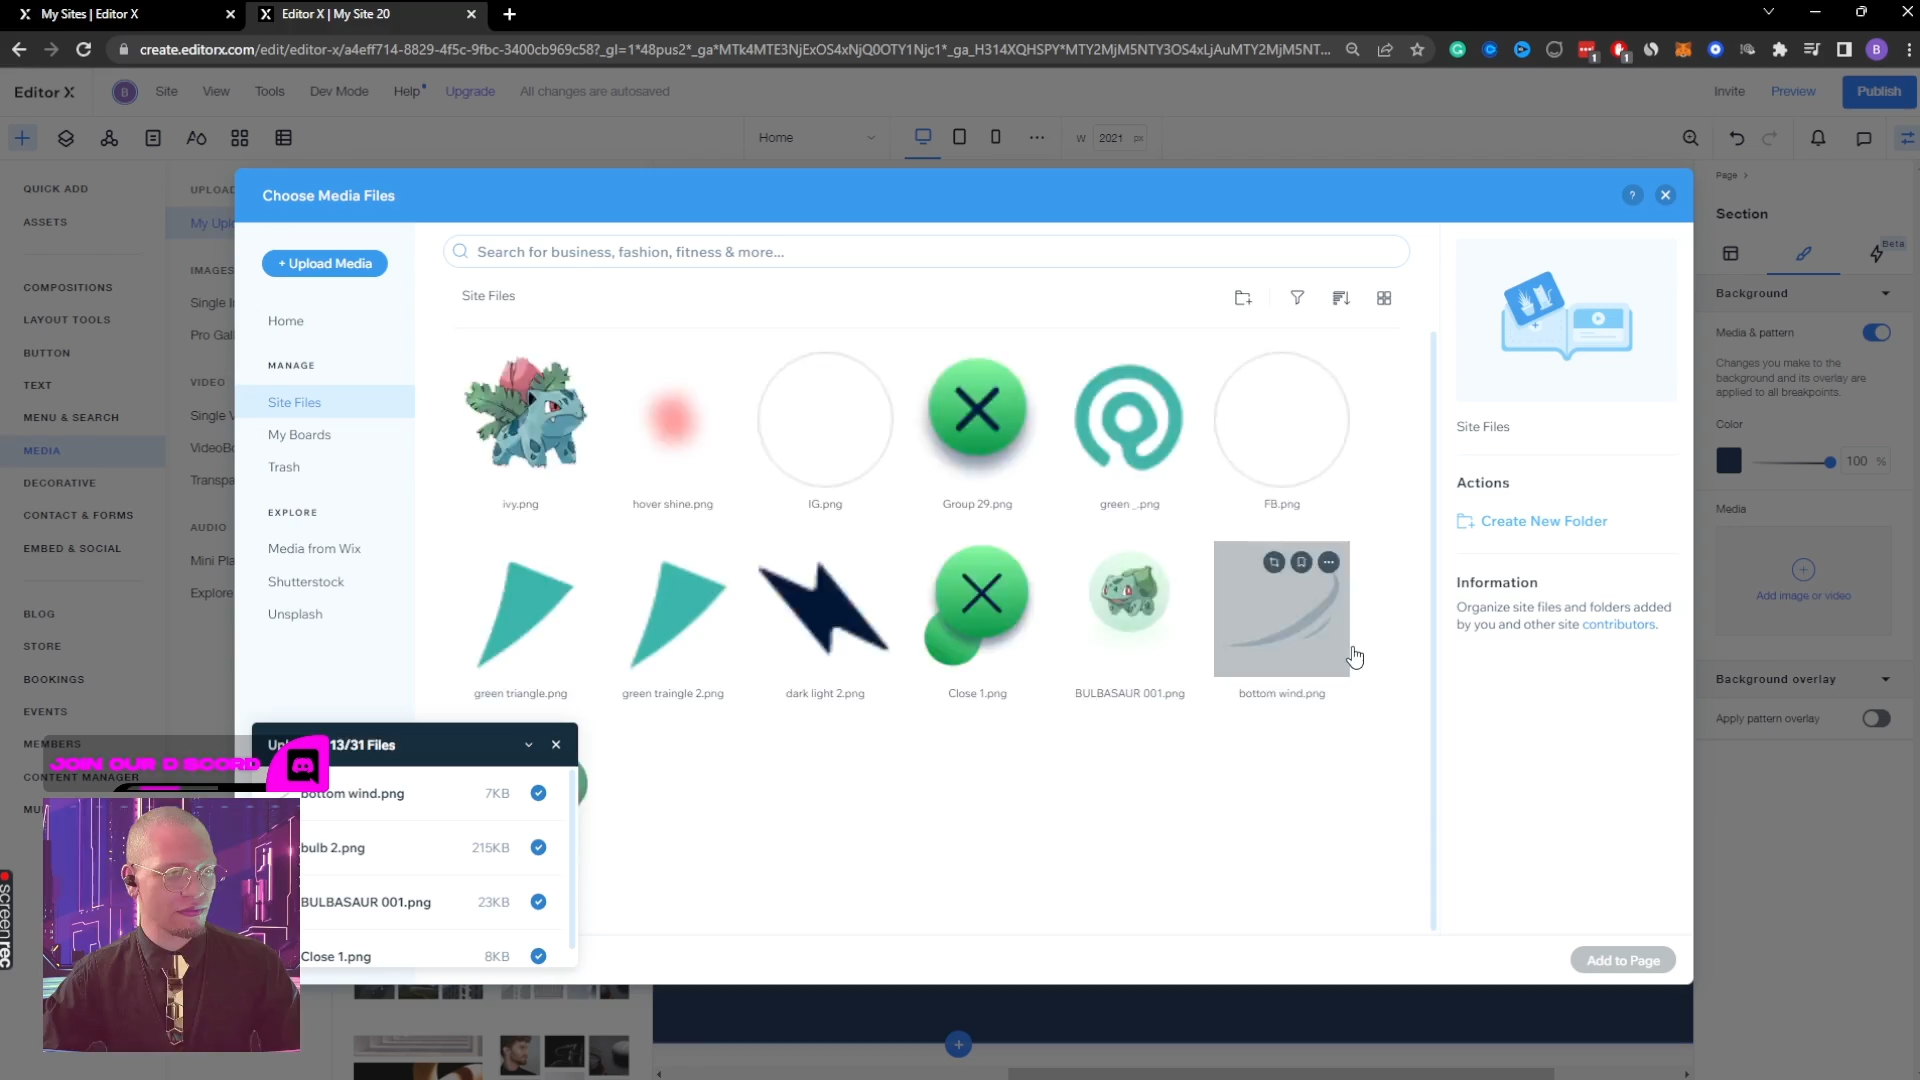 My Sites | Editor X
Editor X | My Site 20
create.editorx.com/edit/editor-x/a4eff714-8829-4f5c-9fbc-3400cb969c58?_gl=1*48pus2*_ga*MTk4MTE3NjExOS4xNjQ0OTY1Njc1*_ga_H314XQHSPY*MTY2MjM5NTY3OS4xLjAuMTY2MjM5NT...
Editor X
B
Site
View
Tools
Dev Mode
Help
Upgrade
All changes are autosaved
Invite
Preview
Publish
Home
W 2021 px
QUICK ADD
ASSETS
COMPOSITIONS
LAYOUT TOOLS
BUTTON
TEXT
MENU & SEARCH
MEDIA
DECORATIVE
CONTACT & FORMS
EMBED & SOCIAL
BLOG
STORE
BOOKINGS
EVENTS
MEMBERS
CONTENT MANAGER
UPLOAD
IMAGES
VIDEO
AUDIO
Explore
Choose Media Files
+ Upload Media
Home
MANAGE
Site Files
My Boards
Trash
EXPLORE
Media from Wix
Shutterstock
Unsplash
Search for business, fashion, fitness & more...
Site Files
ivy.png
hover shine.png
IG.png
Group 29.png
green _.png
FB.png
green triangle.png
green traingle 2.png
dark light 2.png
Close 1.png
BULBASAUR 001.png
bottom wind.png
13/31 Files
bottom wind.png 7KB
bulb 2.png 215KB
BULBASAUR 001.png 23KB
Close 1.png 8KB
Site Files
Actions
Create New Folder
Information
Organize site files and folders added
by you and other site contributors.
Add to Page
Page >
Section
Beta
Background
Media & pattern
Changes you make to the
background and its overlay are
applied to all breakpoints.
Color
100 %
Media
Add image or video
Background overlay
Apply pattern overlay
JOIN OUR D SCORD
screenrec